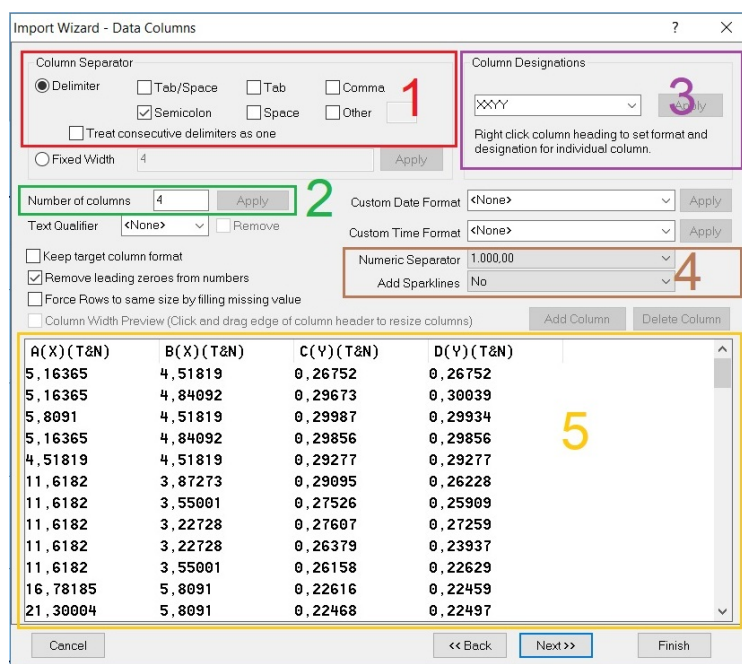 Import Wizard - Data Columns ? X
Column Separator
Delimiter Tab/Space Tab Comma
Semicolon Space Other
Treat consecutive delimiters as one
1
Column Designations
XXYY Apply
3
Right click column heading to set format and
designation for individual column.
Fixed Width 4 Apply
Number of columns 4 Apply
2
Text Qualifier <None> Remove
Custom Date Format <None> Apply
Custom Time Format <None> Apply
Keep target column format
Remove leading zeroes from numbers
Force Rows to same size by filling missing value
Numeric Separator 1.000,00
Add Sparklines No
4
Column Width Preview (Click and drag edge of column header to resize columns) Add Column Delete Column
A(X)(T&N) B(X)(T&N) C(Y)(T&N) D(Y)(T&N)
5,16365 4,51819 0,26752 0,26752
5,16365 4,84092 0,29673 0,30039
5,8091 4,51819 0,29987 0,29934
5,16365 4,84092 0,29856 0,29856
4,51819 4,51819 0,29277 0,29277
11,6182 3,87273 0,29095 0,26228
11,6182 3,55001 0,27526 0,25909
11,6182 3,22728 0,27607 0,27259
11,6182 3,22728 0,26379 0,23937
11,6182 3,55001 0,26158 0,22629
16,78185 5,8091 0,22616 0,22459
21,30004 5,8091 0,22468 0,22497
5
Cancel << Back Next >> Finish